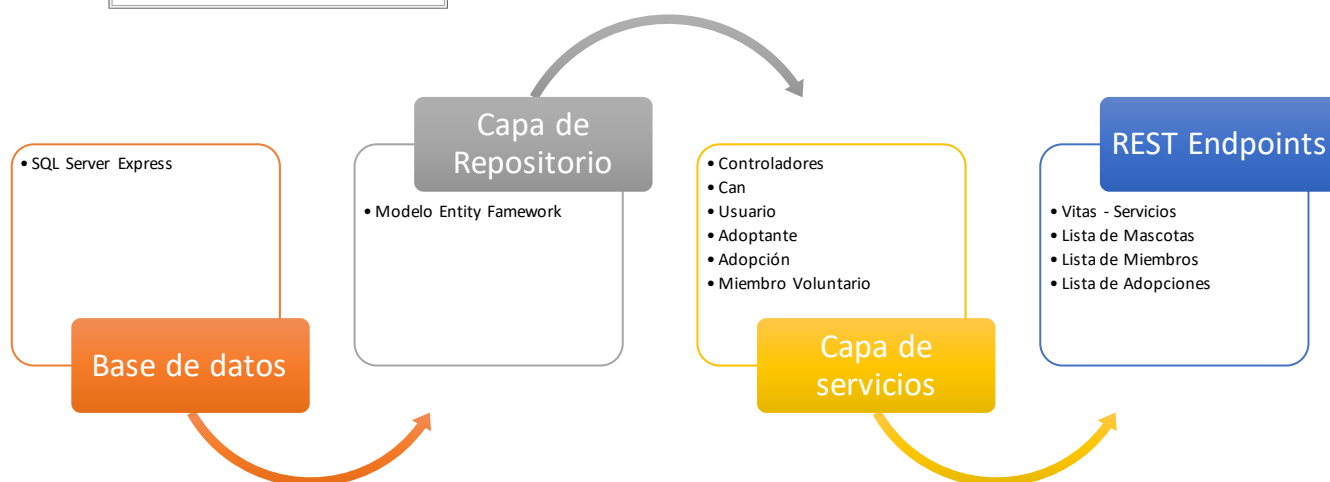 • SQL Server Express
Base de datos
Capa de
Repositorio
• Modelo Entity Famework
• Controladores
• Can
• Usuario
• Adoptante
• Adopción
• Miembro Voluntario
Capa de
servicios
REST Endpoints
• Vitas - Servicios
• Lista de Mascotas
• Lista de Miembros
• Lista de Adopciones